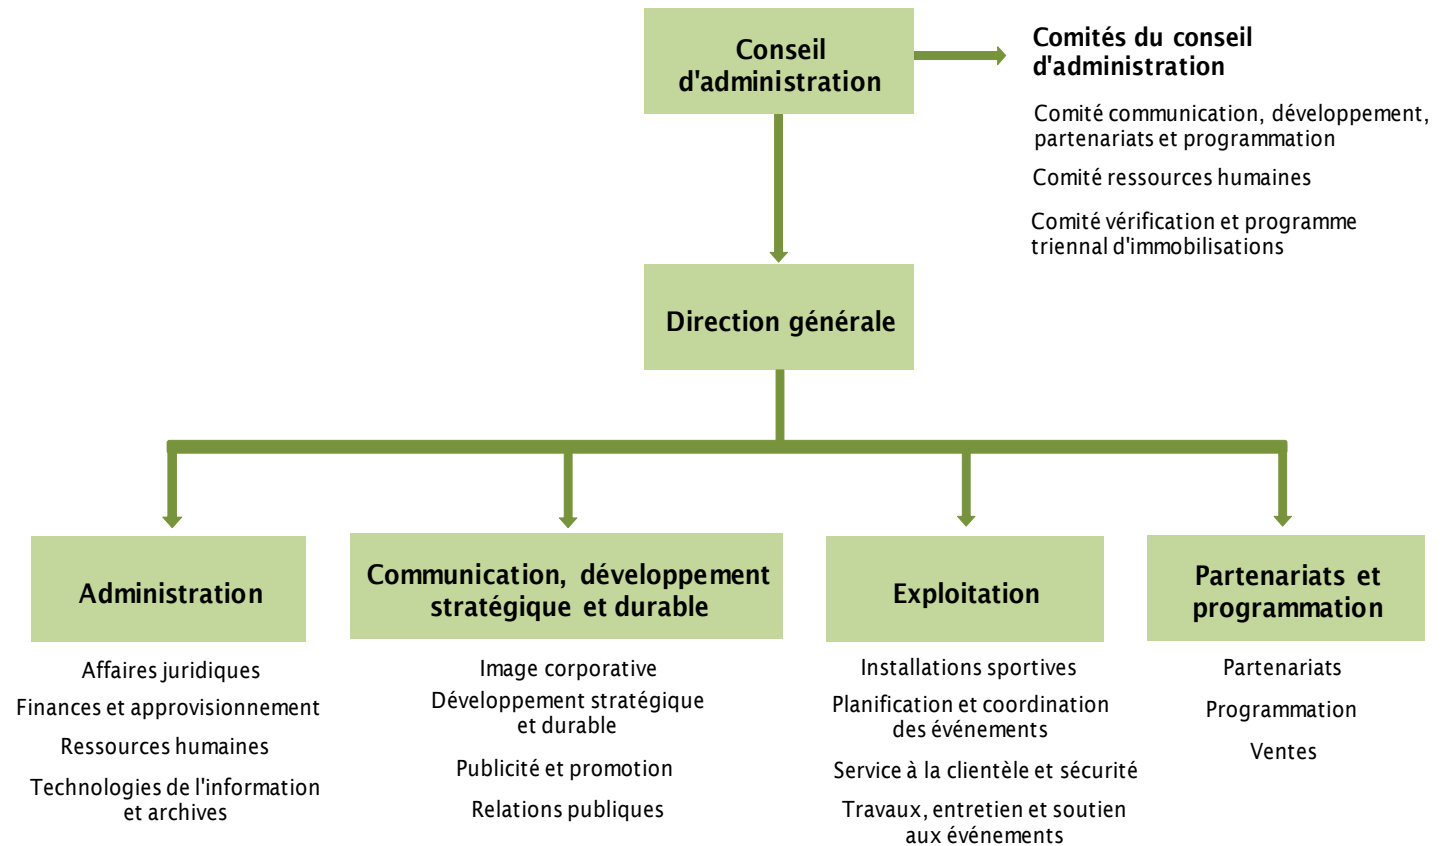 Conseil
d'administration
Comités du conseil
d'administration
Comité communication, développement,
partenariats et programmation
Comité ressources humaines
Comité vérification et programme
triennal d'immobilisations
Direction générale
Administration
Affaires juridiques
Finances et approvisionnement
Ressources humaines
Technologies de l'information
et archives
Communication, développement
stratégique et durable
Image corporative
Développement stratégique
et durable
Publicité et promotion
Relations publiques
Exploitation
Installations sportives
Planification et coordination
des événements
Service à la clientèle et sécurité
Travaux, entretien et soutien
aux événements
Partenariats et
programmation
Partenariats
Programmation
Ventes